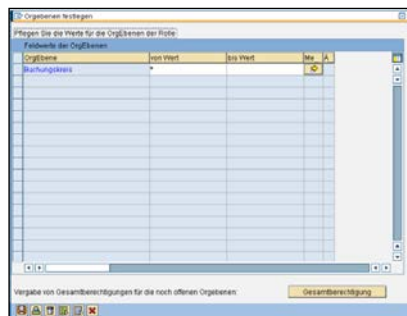 Orgebenen festlegen
Pflegen Sie die Werte für die OrgEbenen der Rolle
Feldwerte der OrgEbenen
OrgEbene von Wert bis Wert Me A
Buchungskreis *
Vergabe von Gesamtberechtigungen für die noch offenen Orgebenen: Gesamtberechtigung